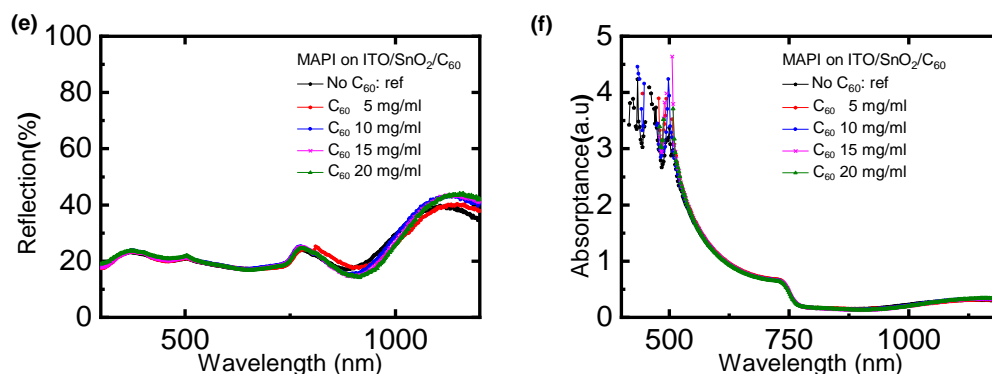 (e)
100
80
60
40
20
0
Reflection(%)
MAPI on ITO/SnO₂/C₆₀
No C₆₀: ref
C₆₀ 5 mg/ml
C₆₀ 10 mg/ml
C₆₀ 15 mg/ml
C₆₀ 20 mg/ml
500 1000
Wavelength (nm)
(f)
5
4
3
2
1
0
Absorptance(a.u)
MAPI on ITO/SnO₂/C₆₀
No C₆₀: ref
C₆₀ 5 mg/ml
C₆₀ 10 mg/ml
C₆₀ 15 mg/ml
C₆₀ 20 mg/ml
500 750 1000
Wavelength (nm)